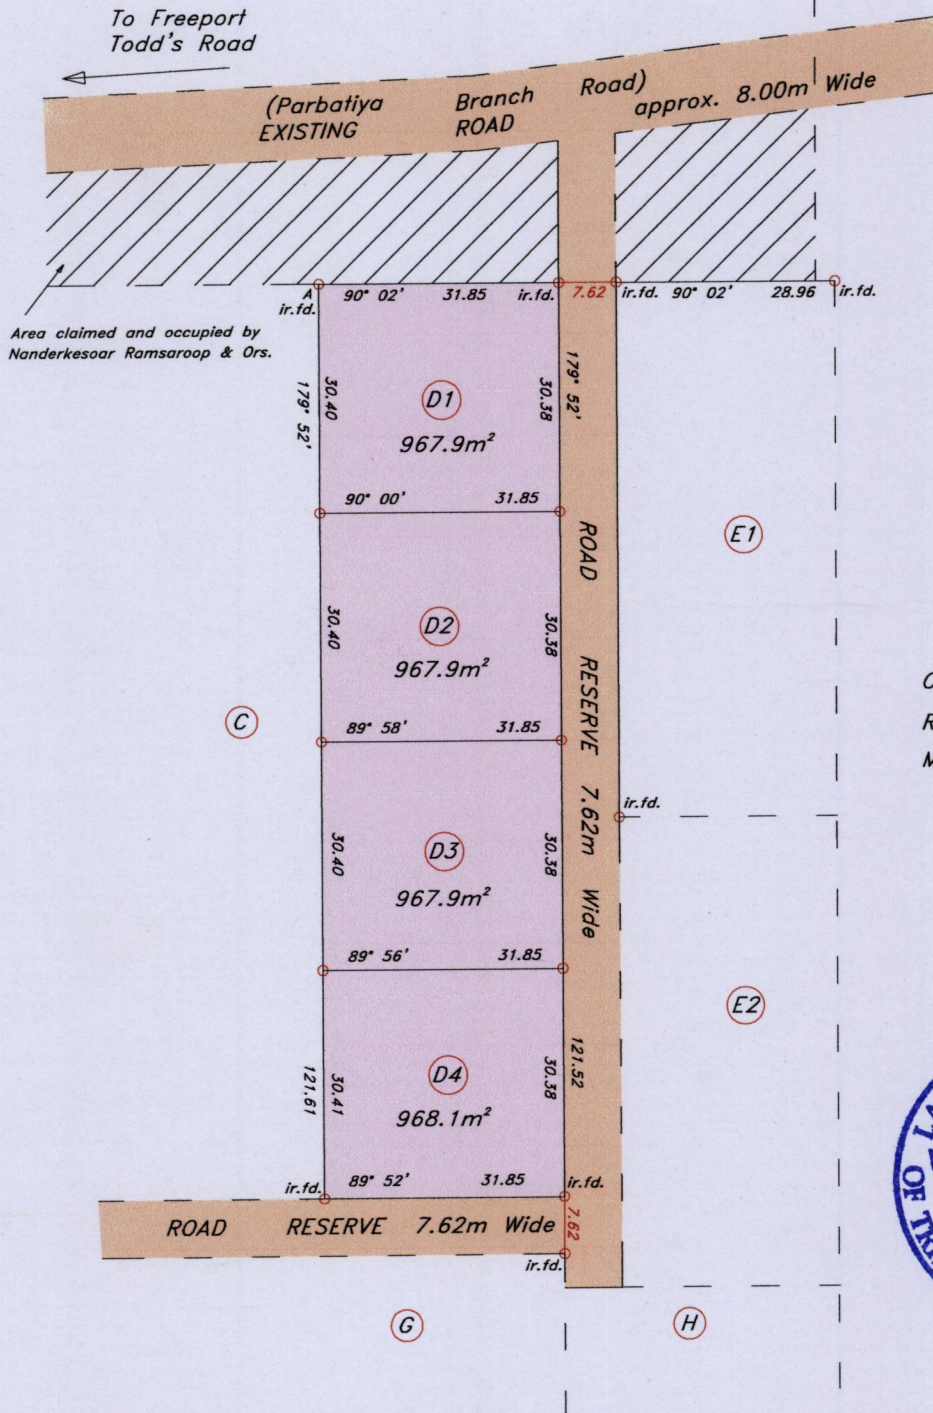 To Freeport
Todd's Road
(Parbatiya Branch Road)
EXISTING ROAD approx. 8.00m Wide
A
ir.fd.
90° 02' 31.85
ir.fd.
7.62
ir.fd. 90° 02' 28.96
ir.fd.
Area claimed and occupied by
Nanderkesoar Ramsaroop & Ors.
179° 52'
30.40
D1
967.9m²
30.38
179° 52'
90° 00' 31.85
ROAD RESERVE 7.62m Wide
E1
30.40
D2
967.9m²
30.38
C
89° 58' 31.85
ir.fd.
30.40
D3
967.9m²
30.38
89° 56' 31.85
E2
121.61
30.41
D4
968.1m²
30.38
121.52
OF
ir.fd.
89° 52' 31.85
ir.fd.
ROAD RESERVE 7.62m Wide
7.62
ir.fd.
G
H